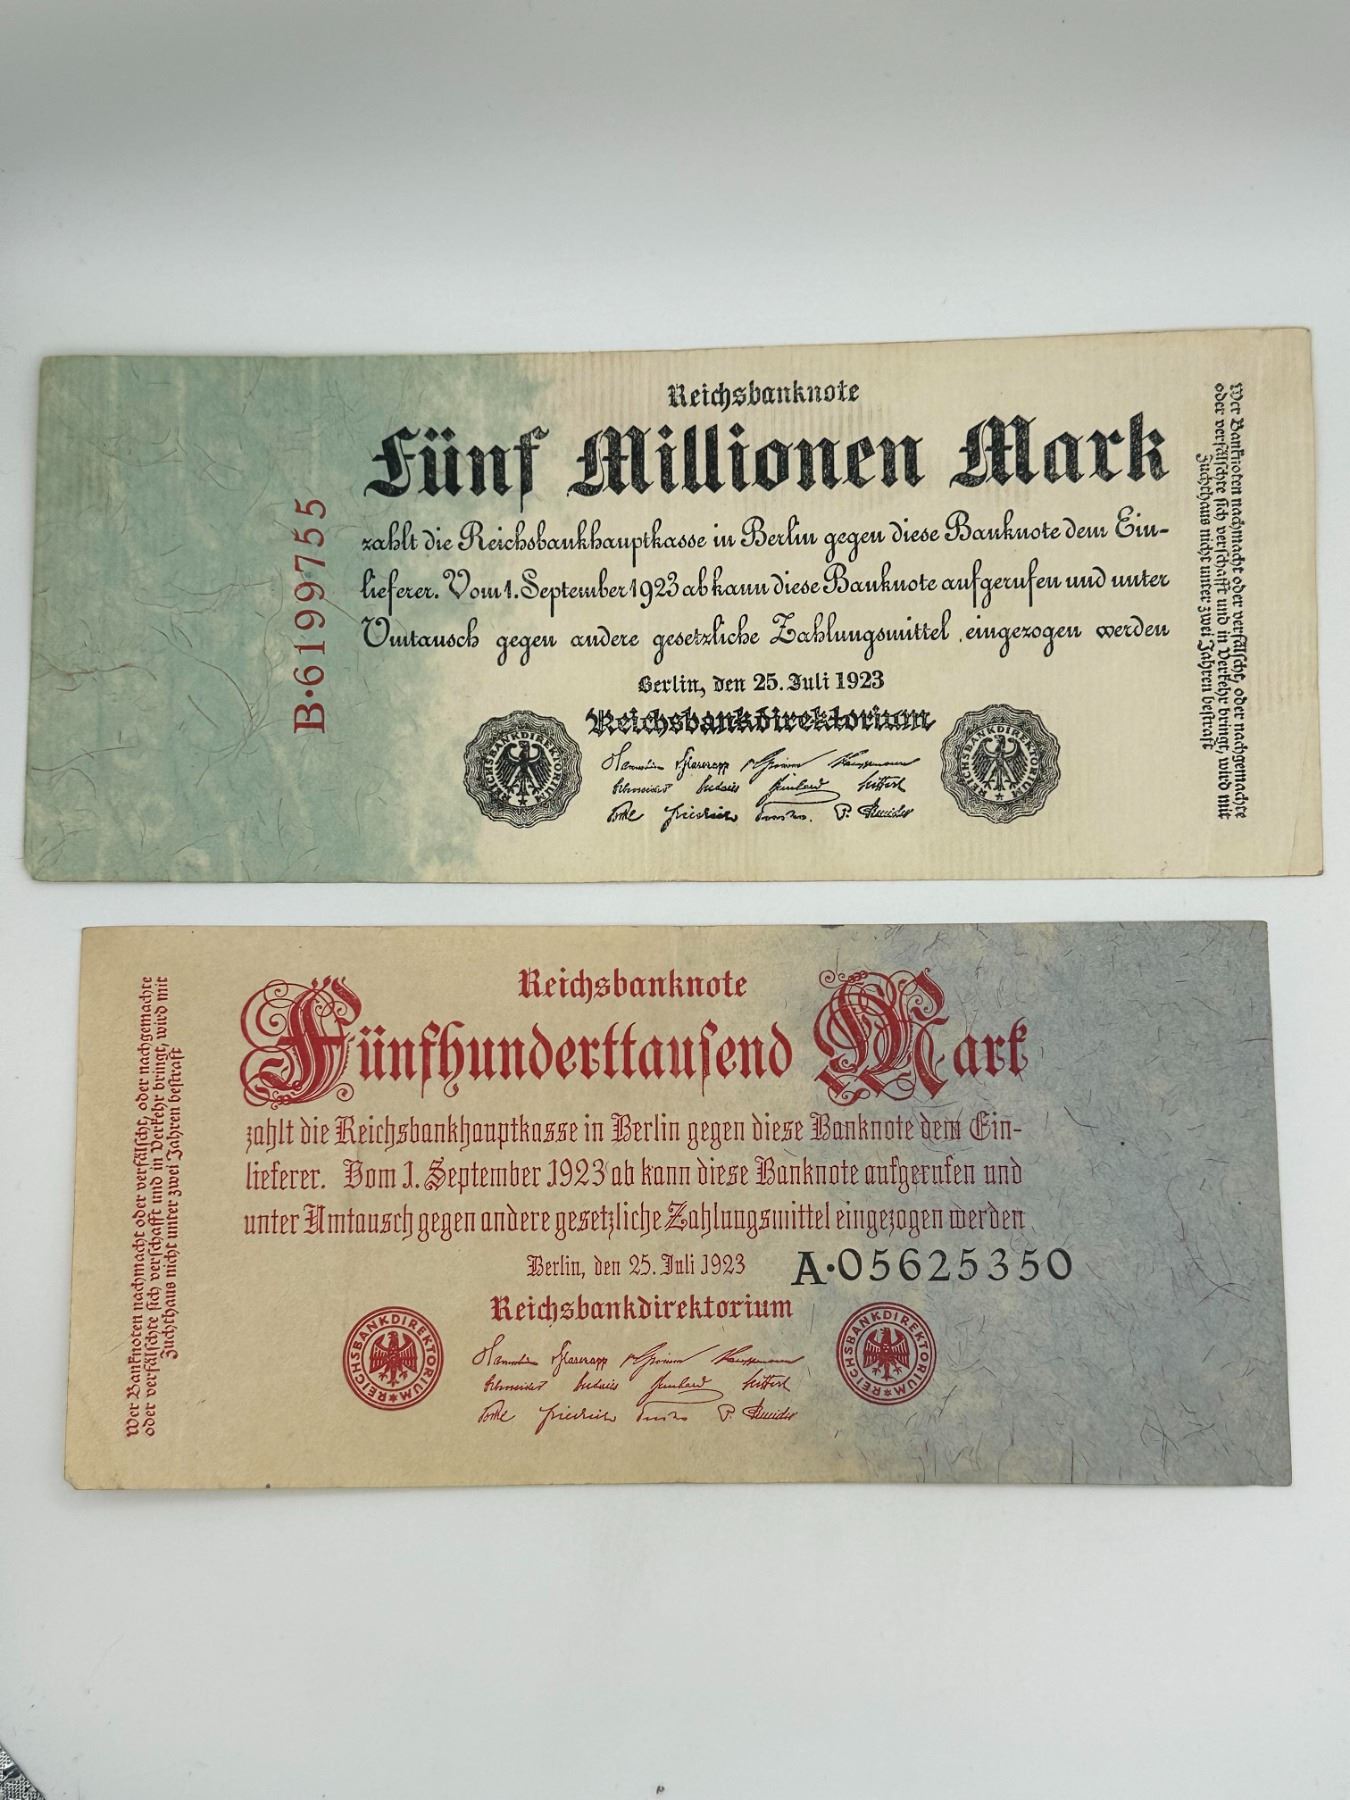 Reichsbanknote
Fünf Millionen Mark
zahlt die Reichsbankhauptkasse in Berlin gegen diese Banknote dem Ein-
lieferer. Vom 1. September 1923 ab kann diese Banknote aufgerufen und unter
Umtausch gegen andere gesetzliche Zahlungsmittel eingezogen werden
Berlin, den 25. Juli 1923
Reichsbankdirektorium
REICHSBANKDIREKTORIUM
REICHSBANKDIREKTORIUM
B·6199755
Wer Banknoten nachmacht oder verfälscht, oder nachgemachte
oder verfälschte sich verschafft und in Verkehr bringt, wird mit
Zuchthaus nicht unter zwei Jahren bestraft
Wer Banknoten nachmacht oder verfälscht, oder nachgemachte
oder verfälschte sich verschafft und in Verkehr bringt, wird mit
Zuchthaus nicht unter zwei Jahren bestraft
Reichsbanknote
Fünfhunderttausend Mark
zahlt die Reichsbankhauptkasse in Berlin gegen diese Banknote dem Ein-
lieferer. Vom 1. September 1923 ab kann diese Banknote aufgerufen und
unter Umtausch gegen andere gesetzliche Zahlungsmittel eingezogen werden
Berlin, den 25. Juli 1923
A·05625350
Reichsbankdirektorium
REICHSBANKDIREKTORIUM
REICHSBANKDIREKTORIUM